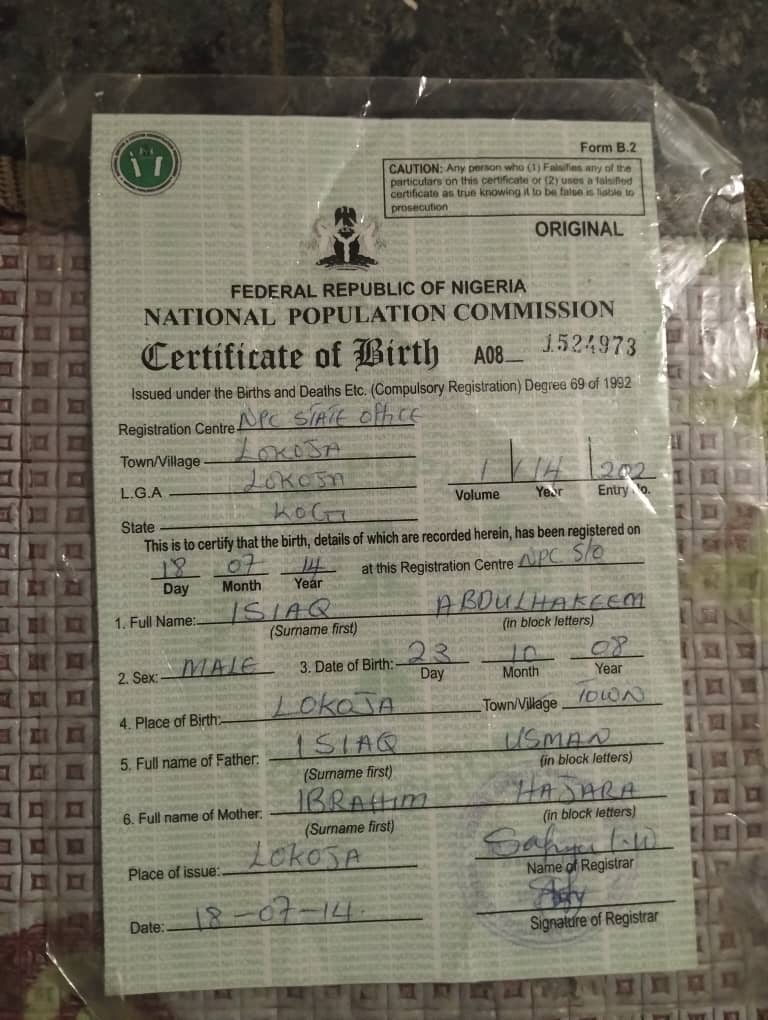 Form B.2
CAUTION: Any person who (1) Falsifies any of the
particulars on this certificate or (2) uses a falsified
certificate as true knowing it to be false is liable to
prosecution
ORIGINAL
FEDERAL REPUBLIC OF NIGERIA
NATIONAL POPULATION COMMISSION
Certificate of Birth A08 1524973
Issued under the Births and Deaths Etc. (Compulsory Registration) Degree 69 of 1992
Registration Centre NPC STATE OFFICE
Town/Village LOKOJA
L.G.A LOKOJA
1 14 202
Volume Year Entry No.
State KOGI
This is to certify that the birth, details of which are recorded herein, has been registered on
18 07 14 at this Registration Centre NPC S/O
Day Month Year
1. Full Name: ISIAQ ABDULHAKEEM
(Surname first) (in block letters)
2. Sex: MALE 3. Date of Birth: 23 10 08
Day Month Year
4. Place of Birth: LOKOJA Town/Village TOWN
5. Full name of Father: ISIAQ USMAN
(Surname first) (in block letters)
6. Full name of Mother: IBRAHIM HAJARA
(Surname first) (in block letters)
Place of issue: LOKOJA
Name of Registrar
Date: 18-07-14.
Signature of Registrar